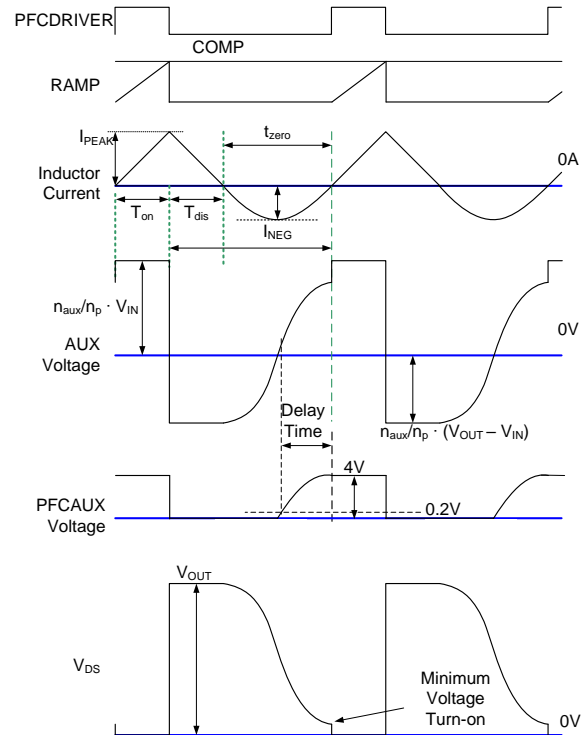 PFCDRIVER
COMP
RAMP
I_PEAK
t_zero
Inductor
Current
0A
T_on
T_dis
I_NEG
n_aux/n_p · V_IN
AUX
Voltage
0V
Delay
Time
n_aux/n_p · (V_OUT – V_IN)
PFCAUX
Voltage
4V
0.2V
V_OUT
V_DS
Minimum
Voltage
Turn-on
0V